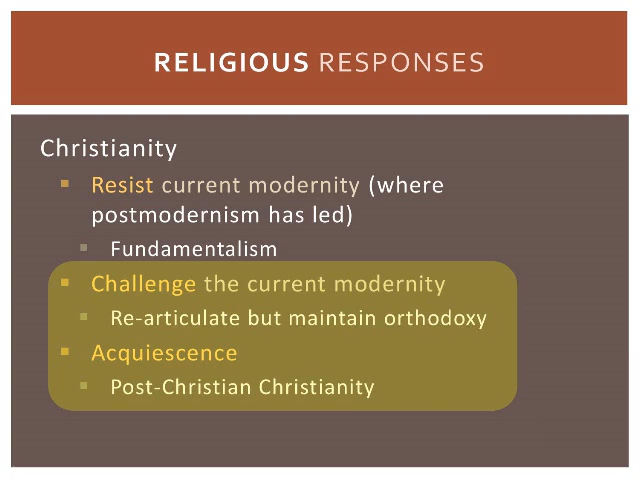 RELIGIOUS RESPONSES
Christianity
▪ Resist current modernity (where
postmodernism has led)
▪ Fundamentalism
▪ Challenge the current modernity
▪ Re-articulate but maintain orthodoxy
▪ Acquiescence
▪ Post-Christian Christianity